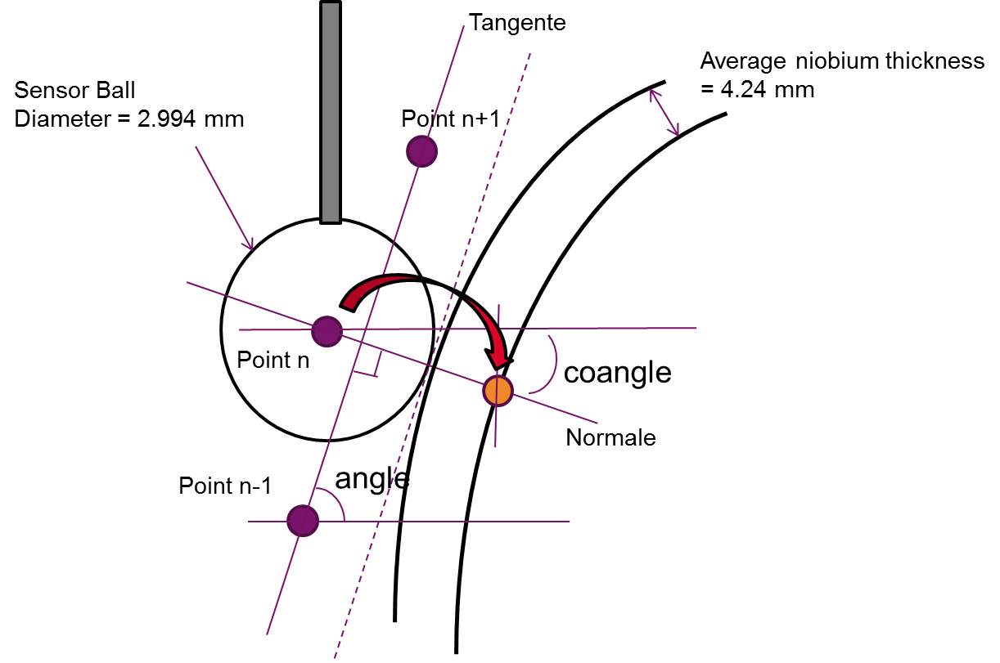 Tangente
Average niobium thickness
= 4.24 mm
Sensor Ball
Diameter = 2.994 mm
Point n+1
Point n
coangle
Normale
angle
Point n-1